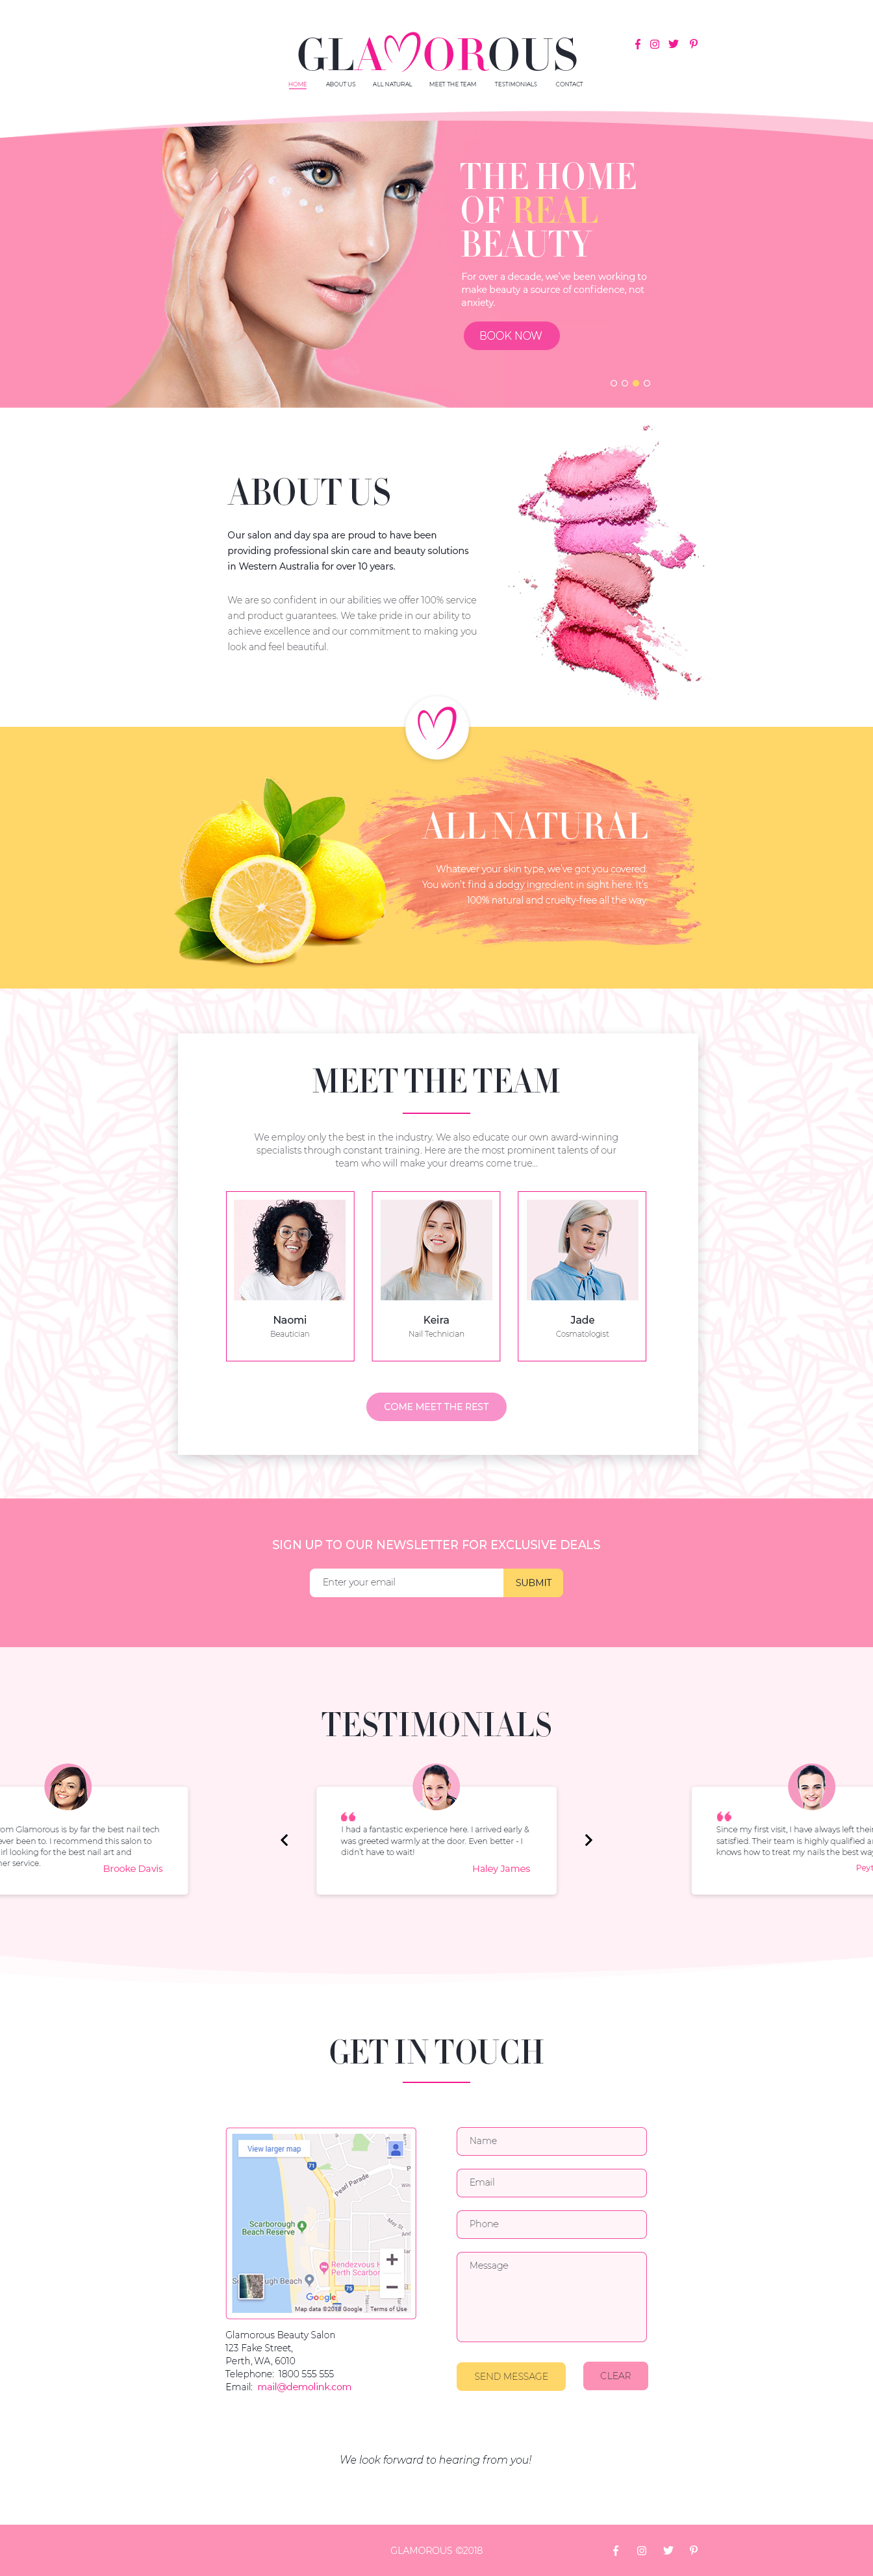 GLAMOROUS
HOME ABOUT US ALL NATURAL MEET THE TEAM TESTIMONIALS CONTACT
THE HOME
OF REAL
BEAUTY
For over a decade, we've been working to
make beauty a source of confidence, not
anxiety.
BOOK NOW
ABOUT US
Our salon and day spa are proud to have been
providing professional skin care and beauty solutions
in Western Australia for over 10 years.
We are so confident in our abilities we offer 100% service
and product guarantees. We take pride in our ability to
achieve excellence and our commitment to making you
look and feel beautiful.
ALL NATURAL
Whatever your skin type, we've got you covered.
You won't find a dodgy ingredient in sight here. It's
100% natural and cruelty-free all the way.
MEET THE TEAM
We employ only the best in the industry. We also educate our own award-winning
specialists through constant training. Here are the most prominent talents of our
team who will make your dreams come true...
Naomi
Beautician
Keira
Nail Technician
Jade
Cosmatologist
COME MEET THE REST
SIGN UP TO OUR NEWSLETTER FOR EXCLUSIVE DEALS
Enter your email
SUBMIT
TESTIMONIALS
om Glamorous is by far the best nail tech
ever been to. I recommend this salon to
irl looking for the best nail art and
ner service.
Brooke Davis
I had a fantastic experience here. I arrived early &
was greeted warmly at the door. Even better - I
didn't have to wait!
Haley James
Since my first visit, I have always left thei
satisfied. Their team is highly qualified a
knows how to treat my nails the best wa
Peyt
GET IN TOUCH
View larger map
71
Pearl Parade
Win
May St
Scarborough
Beach Reserve
Rendezvous H
Perth Scarbor
ugh Beach
75
Google
Map data ©2018 Google Terms of Use
Glamorous Beauty Salon
123 Fake Street,
Perth, WA, 6010
Telephone: 1800 555 555
Email: mail@demolink.com
Name
Email
Phone
Message
SEND MESSAGE
CLEAR
We look forward to hearing from you!
GLAMOROUS ©2018